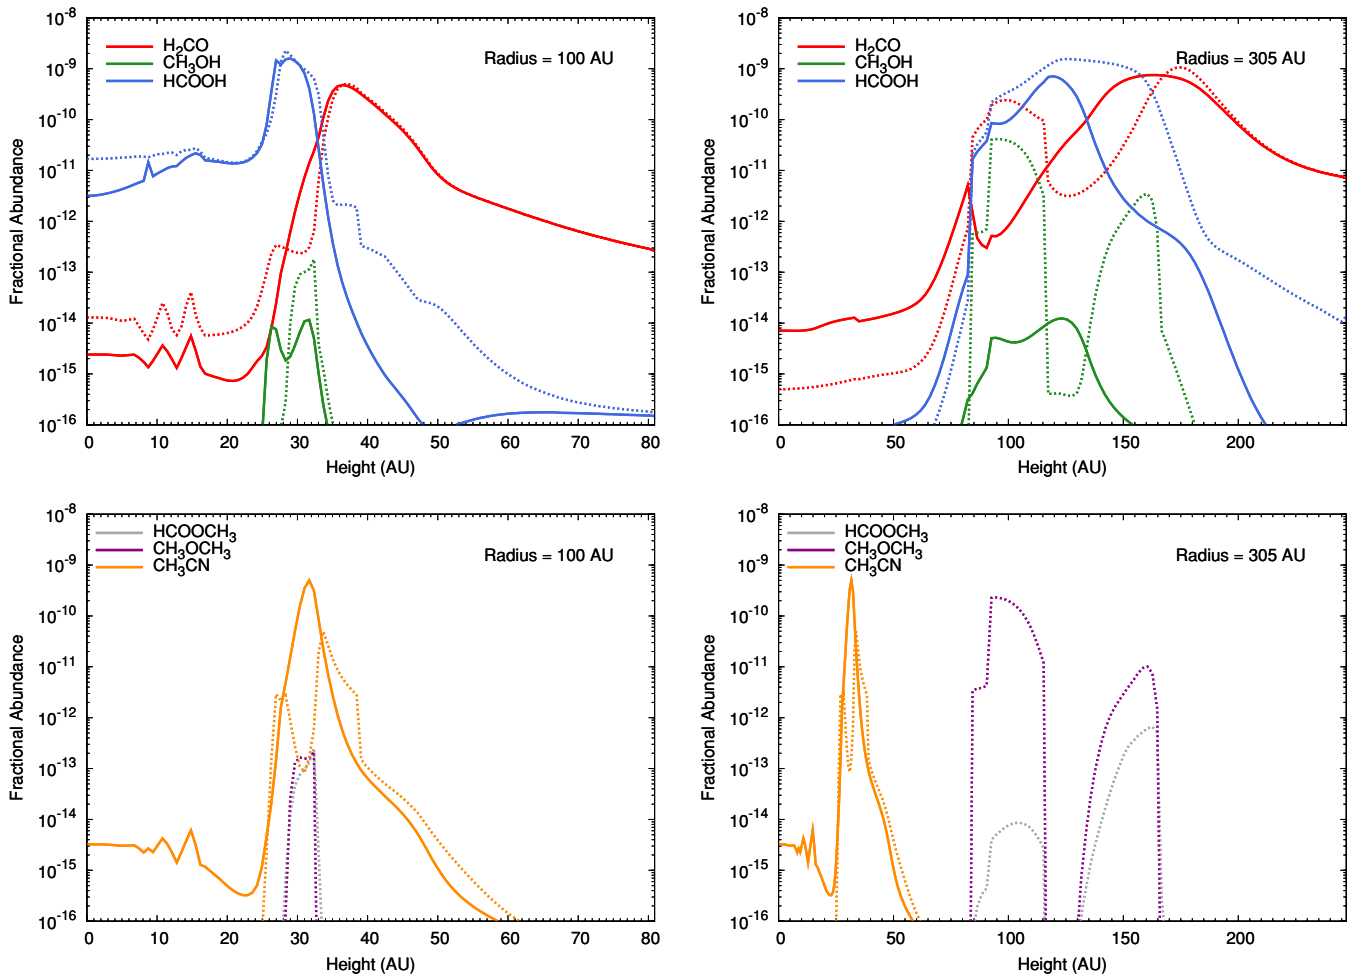 10⁻⁸
10⁻⁹
10⁻¹⁰
10⁻¹¹
10⁻¹²
10⁻¹³
10⁻¹⁴
10⁻¹⁵
10⁻¹⁶
Fractional Abundance
H₂CO
CH₃OH
HCOOH
Radius = 100 AU
0 10 20 30 40 50 60 70 80
Height (AU)
10⁻⁸
10⁻⁹
10⁻¹⁰
10⁻¹¹
10⁻¹²
10⁻¹³
10⁻¹⁴
10⁻¹⁵
10⁻¹⁶
Fractional Abundance
H₂CO
CH₃OH
HCOOH
Radius = 305 AU
0 50 100 150 200
Height (AU)
10⁻⁸
10⁻⁹
10⁻¹⁰
10⁻¹¹
10⁻¹²
10⁻¹³
10⁻¹⁴
10⁻¹⁵
10⁻¹⁶
Fractional Abundance
HCOOCH₃
CH₃OCH₃
CH₃CN
Radius = 100 AU
0 10 20 30 40 50 60 70 80
Height (AU)
10⁻⁸
10⁻⁹
10⁻¹⁰
10⁻¹¹
10⁻¹²
10⁻¹³
10⁻¹⁴
10⁻¹⁵
10⁻¹⁶
Fractional Abundance
HCOOCH₃
CH₃OCH₃
CH₃CN
Radius = 305 AU
0 50 100 150 200
Height (AU)